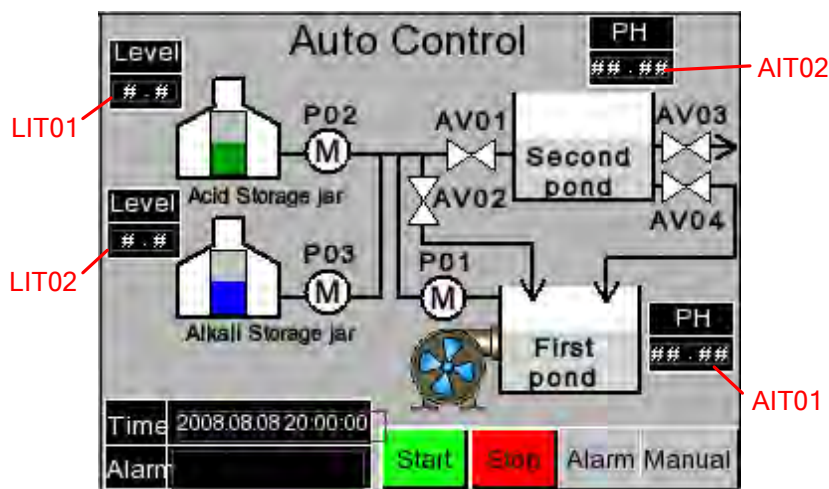 Auto Control
Level
#.#
LIT01
PH
##.##
AIT02
P02
AV01
AV03
Second
pond
Acid Storage jar
Level
#.#
LIT02
AV02
AV04
P03
P01
Alkali Storage jar
First
pond
PH
##.##
AIT01
M
M
M
Time
2008.08.08 20:00:00
Alarm
Start
Stop
Alarm
Manual